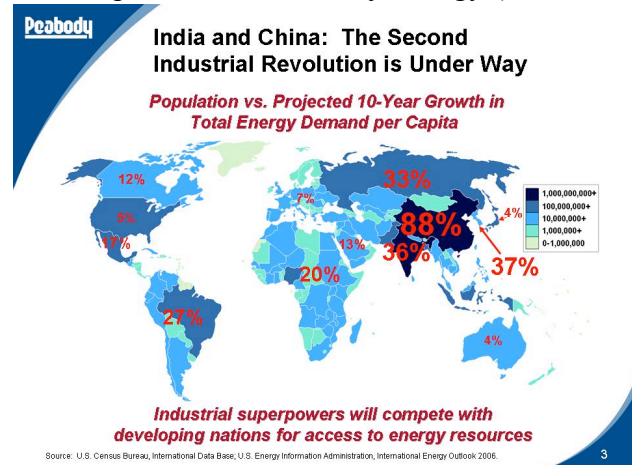 Peabody
India and China: The Second
Industrial Revolution is Under Way
Population vs. Projected 10-Year Growth in
Total Energy Demand per Capita
12%
5%
17%
27%
7%
20%
13%
33%
88%
36%
4%
37%
4%
1,000,000,000+
100,000,000+
10,000,000+
1,000,000+
0-1,000,000
Industrial superpowers will compete with
developing nations for access to energy resources
Source: U.S. Census Bureau, International Data Base; U.S. Energy Information Administration, International Energy Outlook 2006.
3